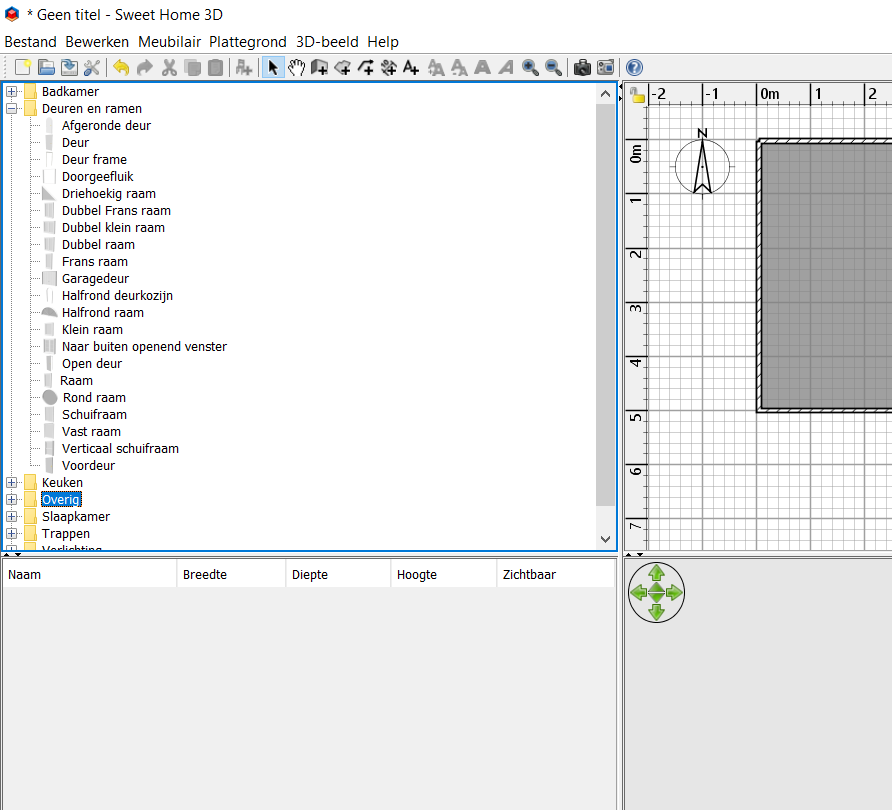 * Geen titel - Sweet Home 3D
Bestand Bewerken Meubilair Plattegrond 3D-beeld Help
Badkamer
Deuren en ramen
Afgeronde deur
Deur
Deur frame
Doorgeefluik
Driehoekig raam
Dubbel Frans raam
Dubbel klein raam
Dubbel raam
Frans raam
Garagedeur
Halfrond deurkozijn
Halfrond raam
Klein raam
Naar buiten openend venster
Open deur
Raam
Rond raam
Schuifraam
Vast raam
Verticaal schuifraam
Voordeur
Keuken
Overig
Slaapkamer
Trappen
Verlichting
-2 -1 0m 1 2
N
0m
1
2
3
4
5
6
7
Naam Breedte Diepte Hoogte Zichtbaar